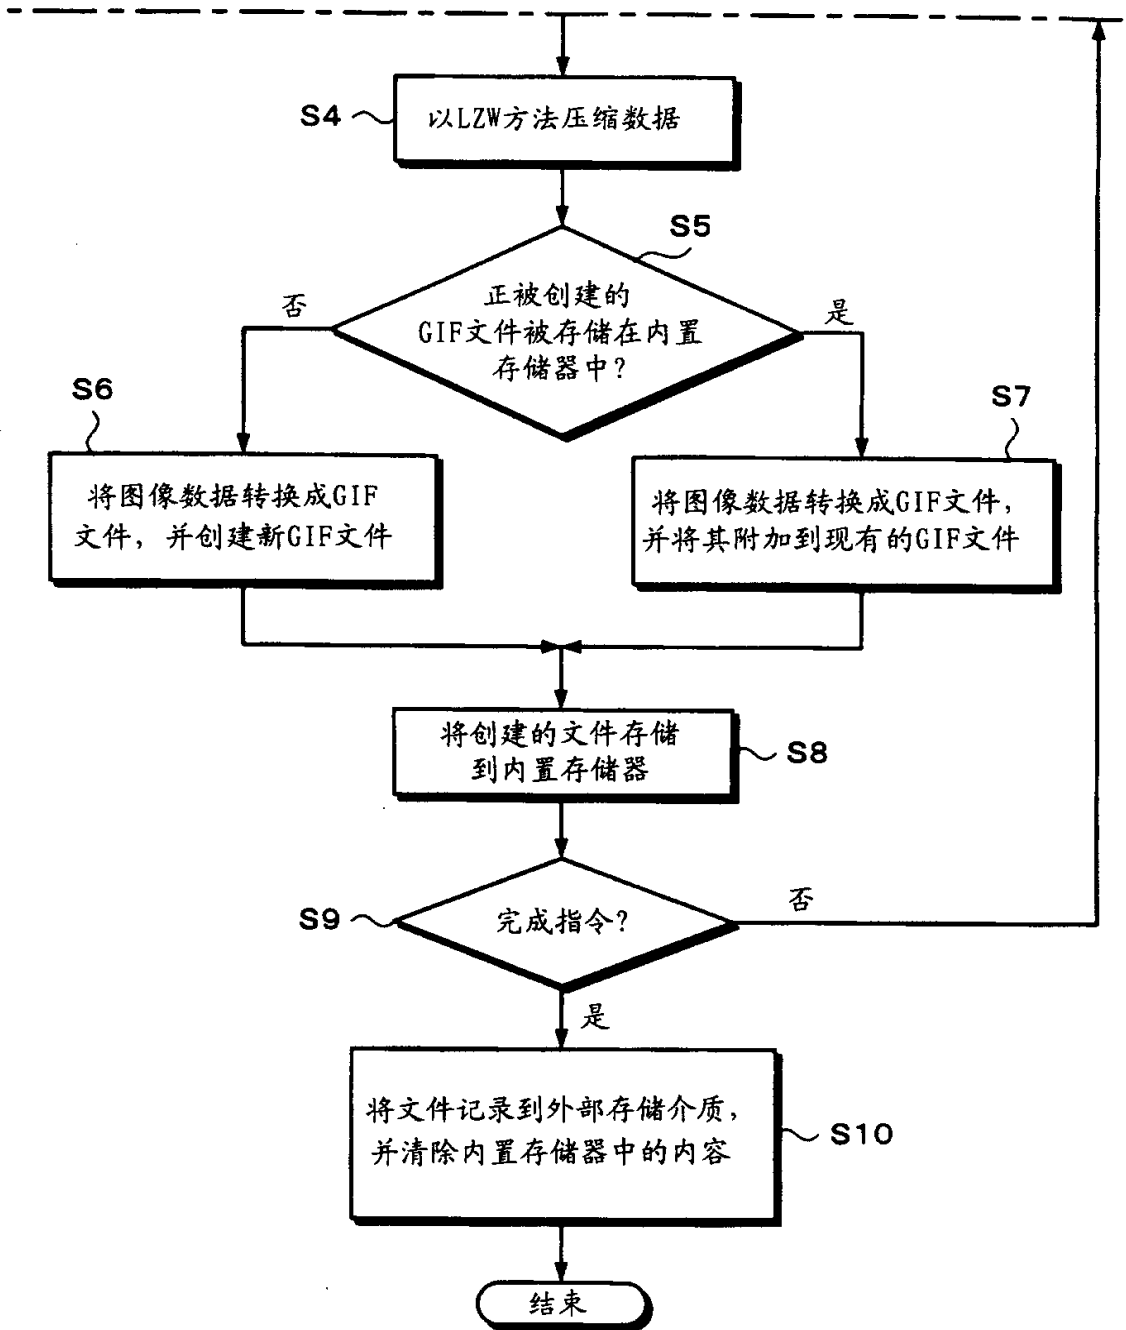 S4
以LZW方法压缩数据
S5
正被创建的
GIF文件被存储在内置
存储器中?
否
是
S6
将图像数据转换成GIF
文件，并创建新GIF文件
S7
将图像数据转换成GIF文件，
并将其附加到现有的GIF文件
将创建的文件存储
到内置存储器
S8
S9
完成指令?
否
是
将文件记录到外部存储介质，
并清除内置存储器中的内容
S10
结束